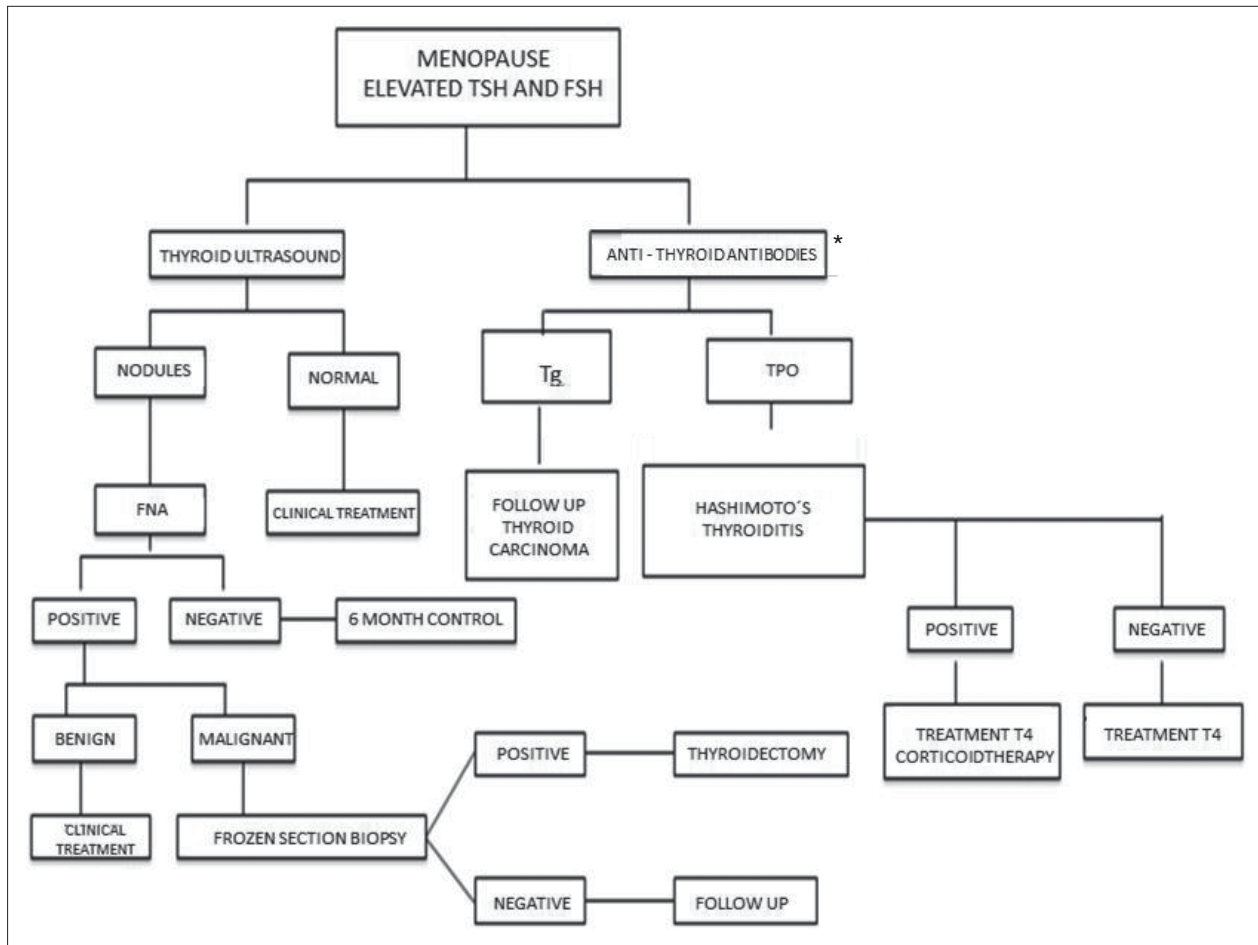 MENOPAUSE
ELEVATED TSH AND FSH
THYROID ULTRASOUND
ANTI - THYROID ANTIBODIES *
NODULES
NORMAL
Tg
TPO
FNA
CLINICAL TREATMENT
FOLLOW UP
THYROID
CARCINOMA
HASHIMOTO´S
THYROIDITIS
POSITIVE
NEGATIVE
6 MONTH CONTROL
POSITIVE
NEGATIVE
BENIGN
MALIGNANT
POSITIVE
THYROIDECTOMY
TREATMENT T4
CORTICOIDTHERAPY
TREATMENT T4
CLINICAL
TREATMENT
FROZEN SECTION BIOPSY
NEGATIVE
FOLLOW UP